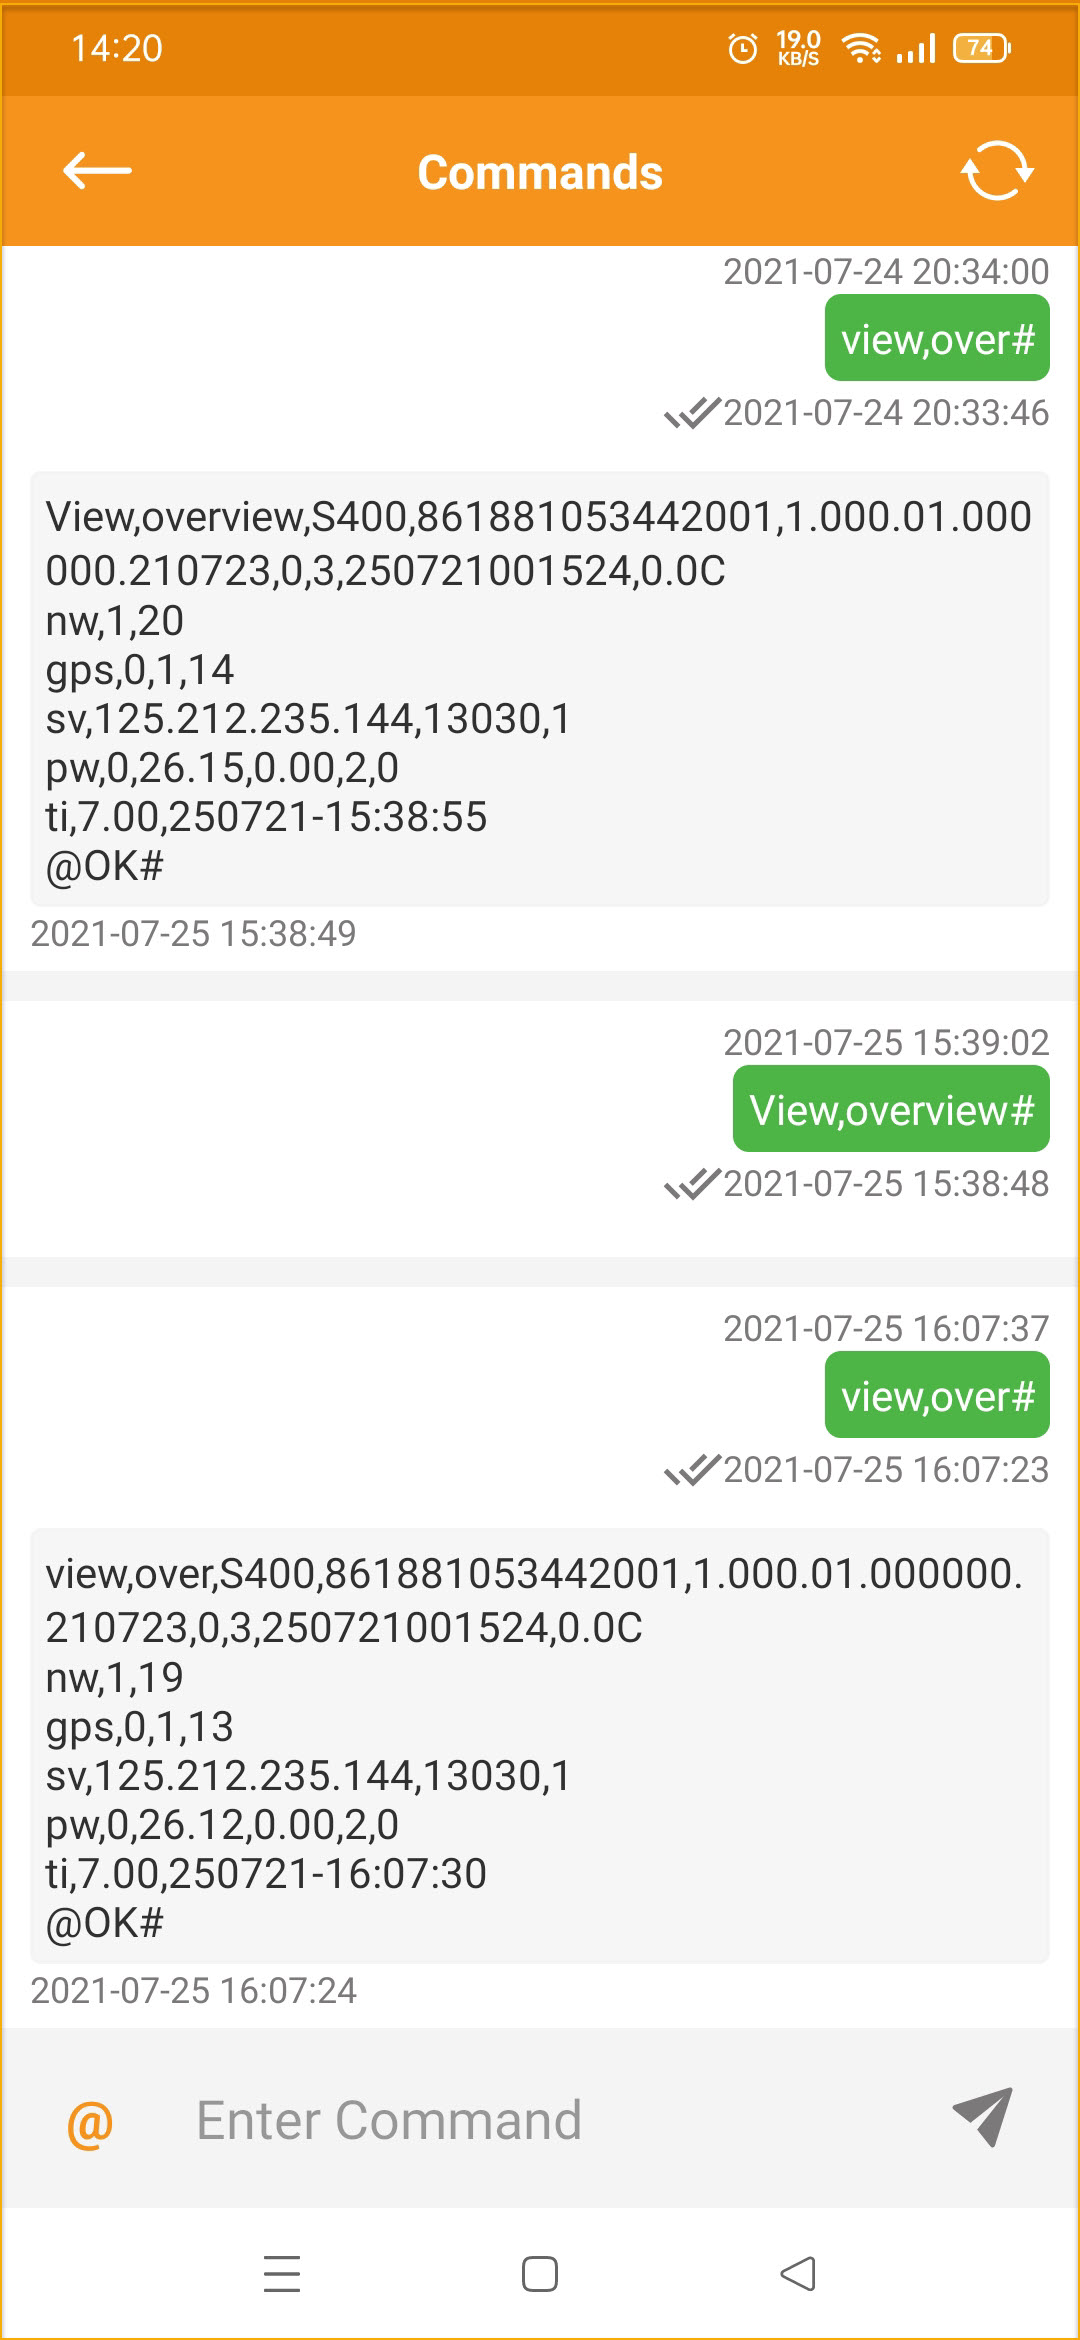 14:20
19.0
KB/S
74
Commands
2021-07-24 20:34:00
view,over#
2021-07-24 20:33:46
View,overview,S400,861881053442001,1.000.01.000
000.210723,0,3,250721001524,0.0C
nw,1,20
gps,0,1,14
sv,125.212.235.144,13030,1
pw,0,26.15,0.00,2,0
ti,7.00,250721-15:38:55
@OK#
2021-07-25 15:38:49
2021-07-25 15:39:02
View,overview#
2021-07-25 15:38:48
2021-07-25 16:07:37
view,over#
2021-07-25 16:07:23
view,over,S400,861881053442001,1.000.01.000000.
210723,0,3,250721001524,0.0C
nw,1,19
gps,0,1,13
sv,125.212.235.144,13030,1
pw,0,26.12,0.00,2,0
ti,7.00,250721-16:07:30
@OK#
2021-07-25 16:07:24
@ Enter Command